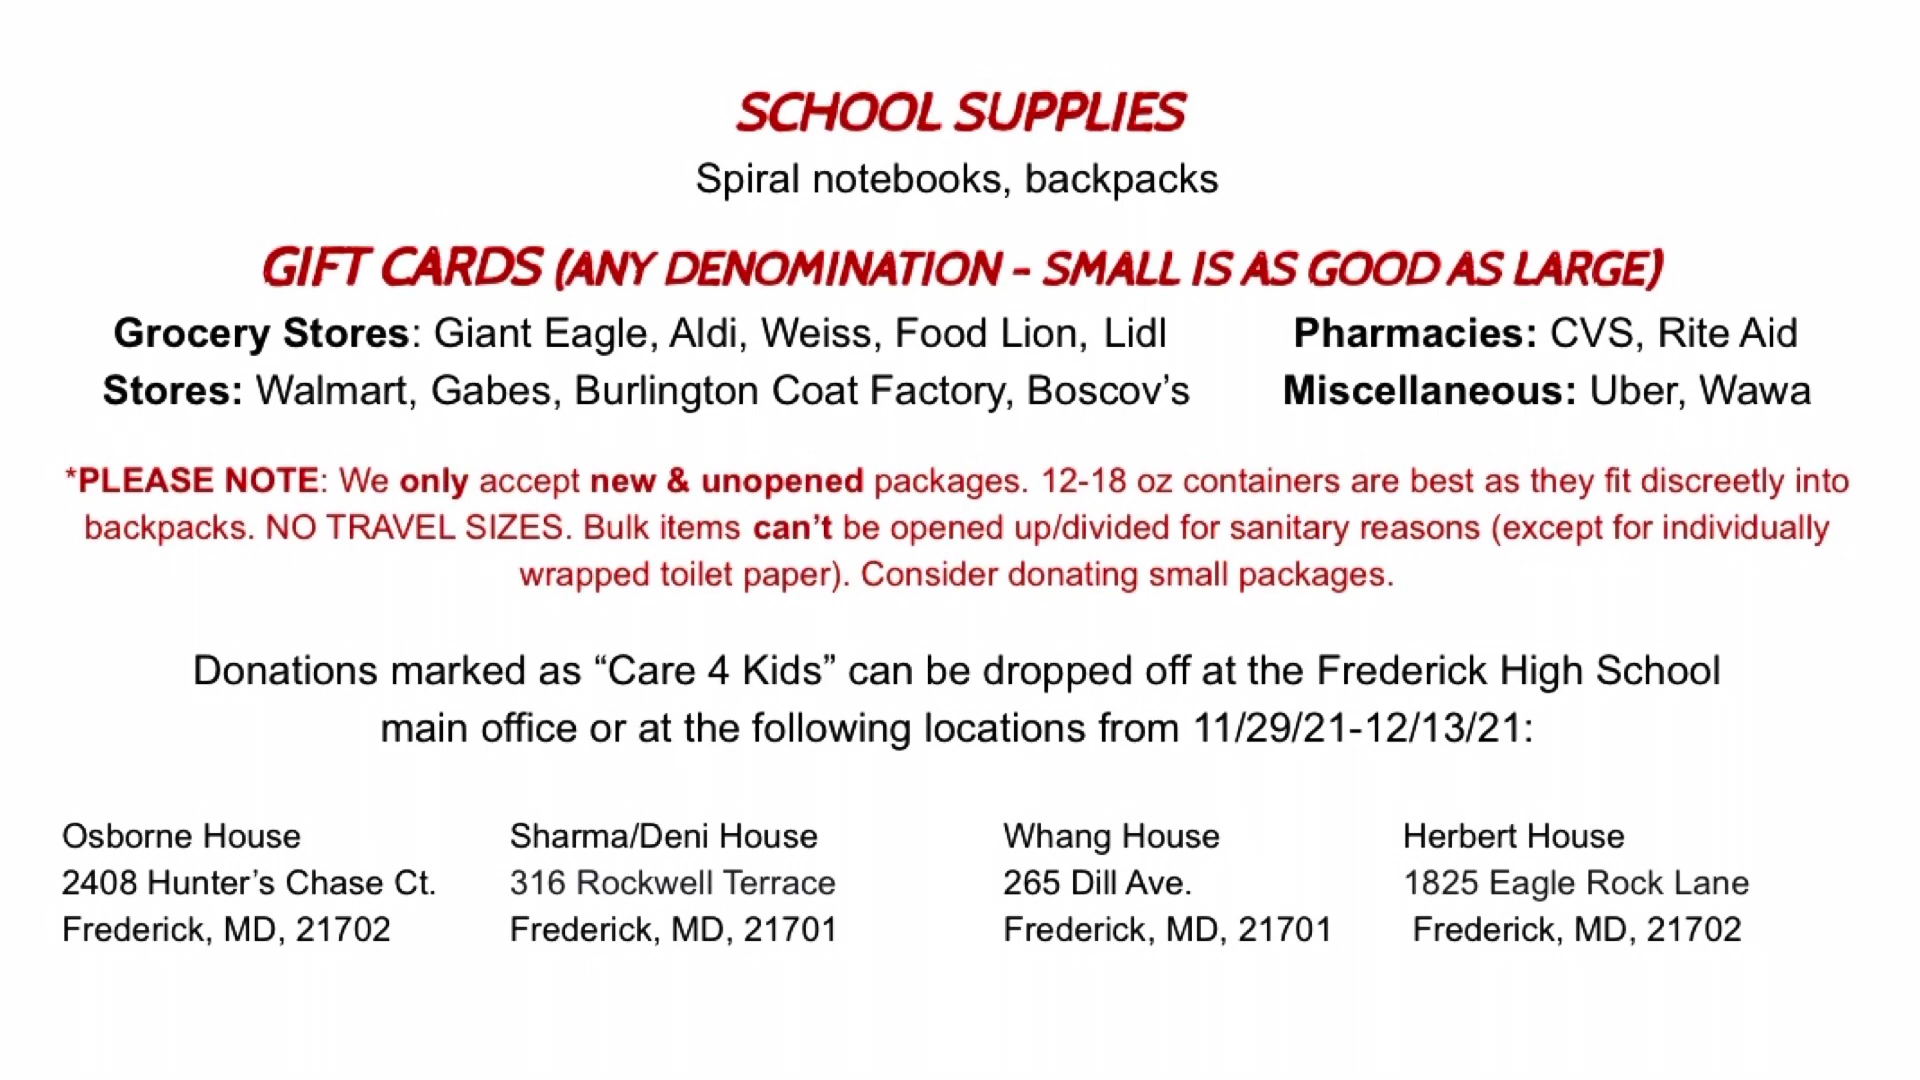 SCHOOL SUPPLIES
Spiral notebooks, backpacks
GIFT CARDS (ANY DENOMINATION - SMALL IS AS GOOD AS LARGE)
Grocery Stores: Giant Eagle, Aldi, Weiss, Food Lion, Lidl
Pharmacies: CVS, Rite Aid
Stores: Walmart, Gabes, Burlington Coat Factory, Boscov’s
Miscellaneous: Uber, Wawa
*PLEASE NOTE: We only accept new & unopened packages. 12-18 oz containers are best as they fit discreetly into
backpacks. NO TRAVEL SIZES. Bulk items can’t be opened up/divided for sanitary reasons (except for individually
wrapped toilet paper). Consider donating small packages.
Donations marked as “Care 4 Kids” can be dropped off at the Frederick High School
main office or at the following locations from 11/29/21-12/13/21:
Osborne House
2408 Hunter’s Chase Ct.
Frederick, MD, 21702
Sharma/Deni House
316 Rockwell Terrace
Frederick, MD, 21701
Whang House
265 Dill Ave.
Frederick, MD, 21701
Herbert House
1825 Eagle Rock Lane
Frederick, MD, 21702